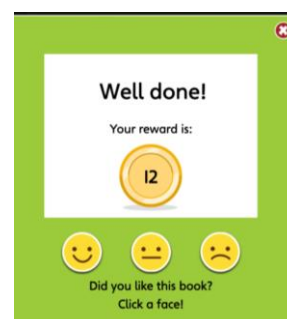 Well done!
Your reward is:
12
Did you like this book?
Click a face!